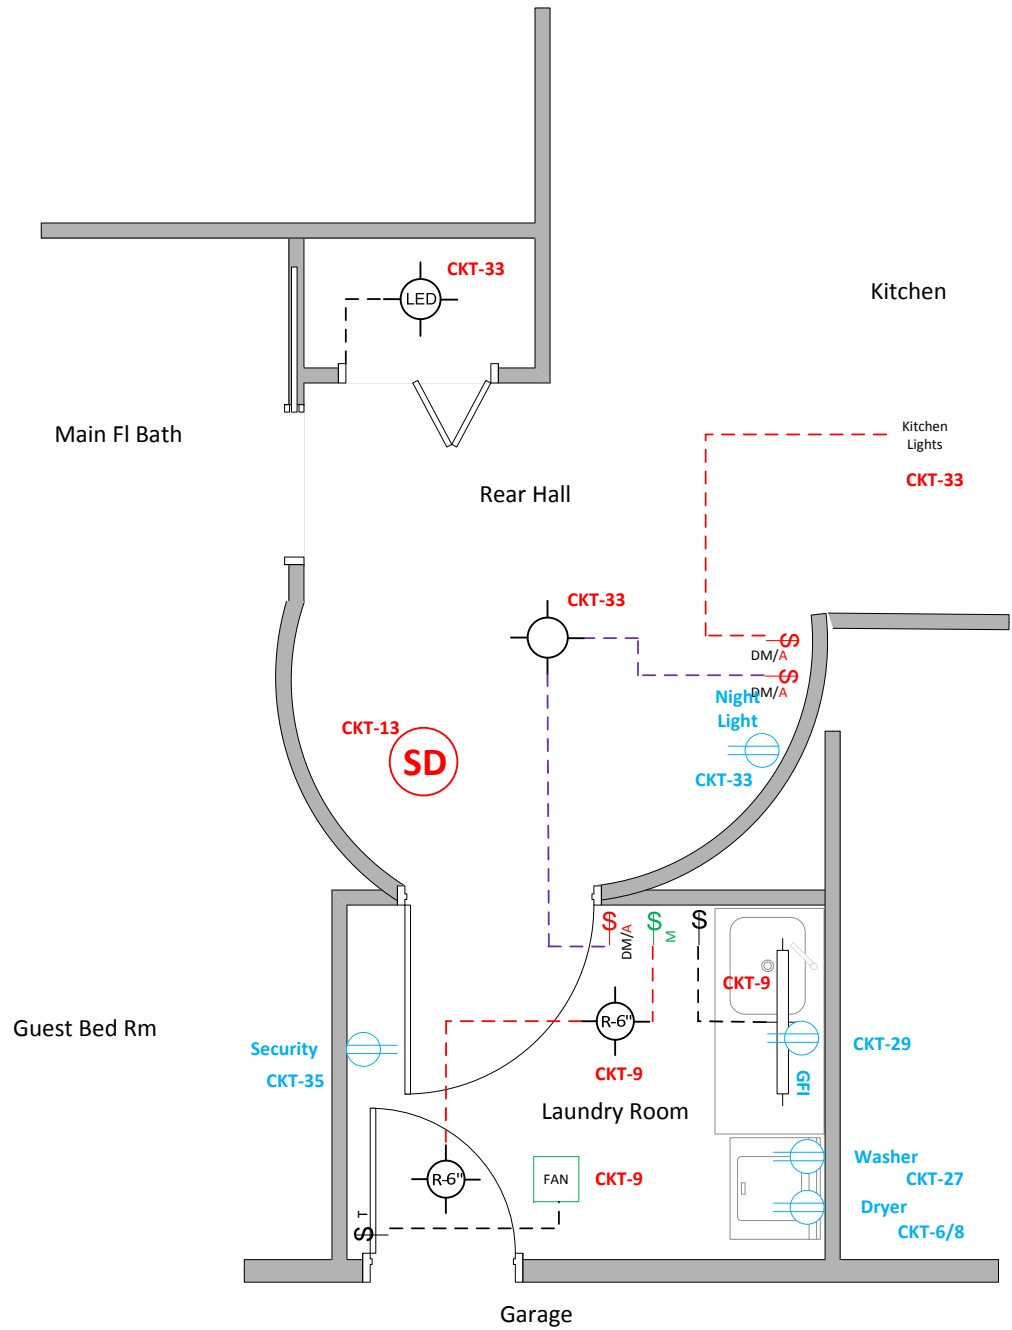 CKT-33
LED
Kitchen
Main Fl Bath
Kitchen
Lights
CKT-33
Rear Hall
CKT-33
S
DM/A
S
DM/A
Night
Light
CKT-13
SD
CKT-33
S
DM/A
S
M
S
CKT-9
R-6"
Guest Bed Rm
Security
CKT-35
CKT-29
GFI
CKT-9
Laundry Room
Washer
CKT-27
R-6"
FAN
CKT-9
Dryer
CKT-6/8
T
S
Garage